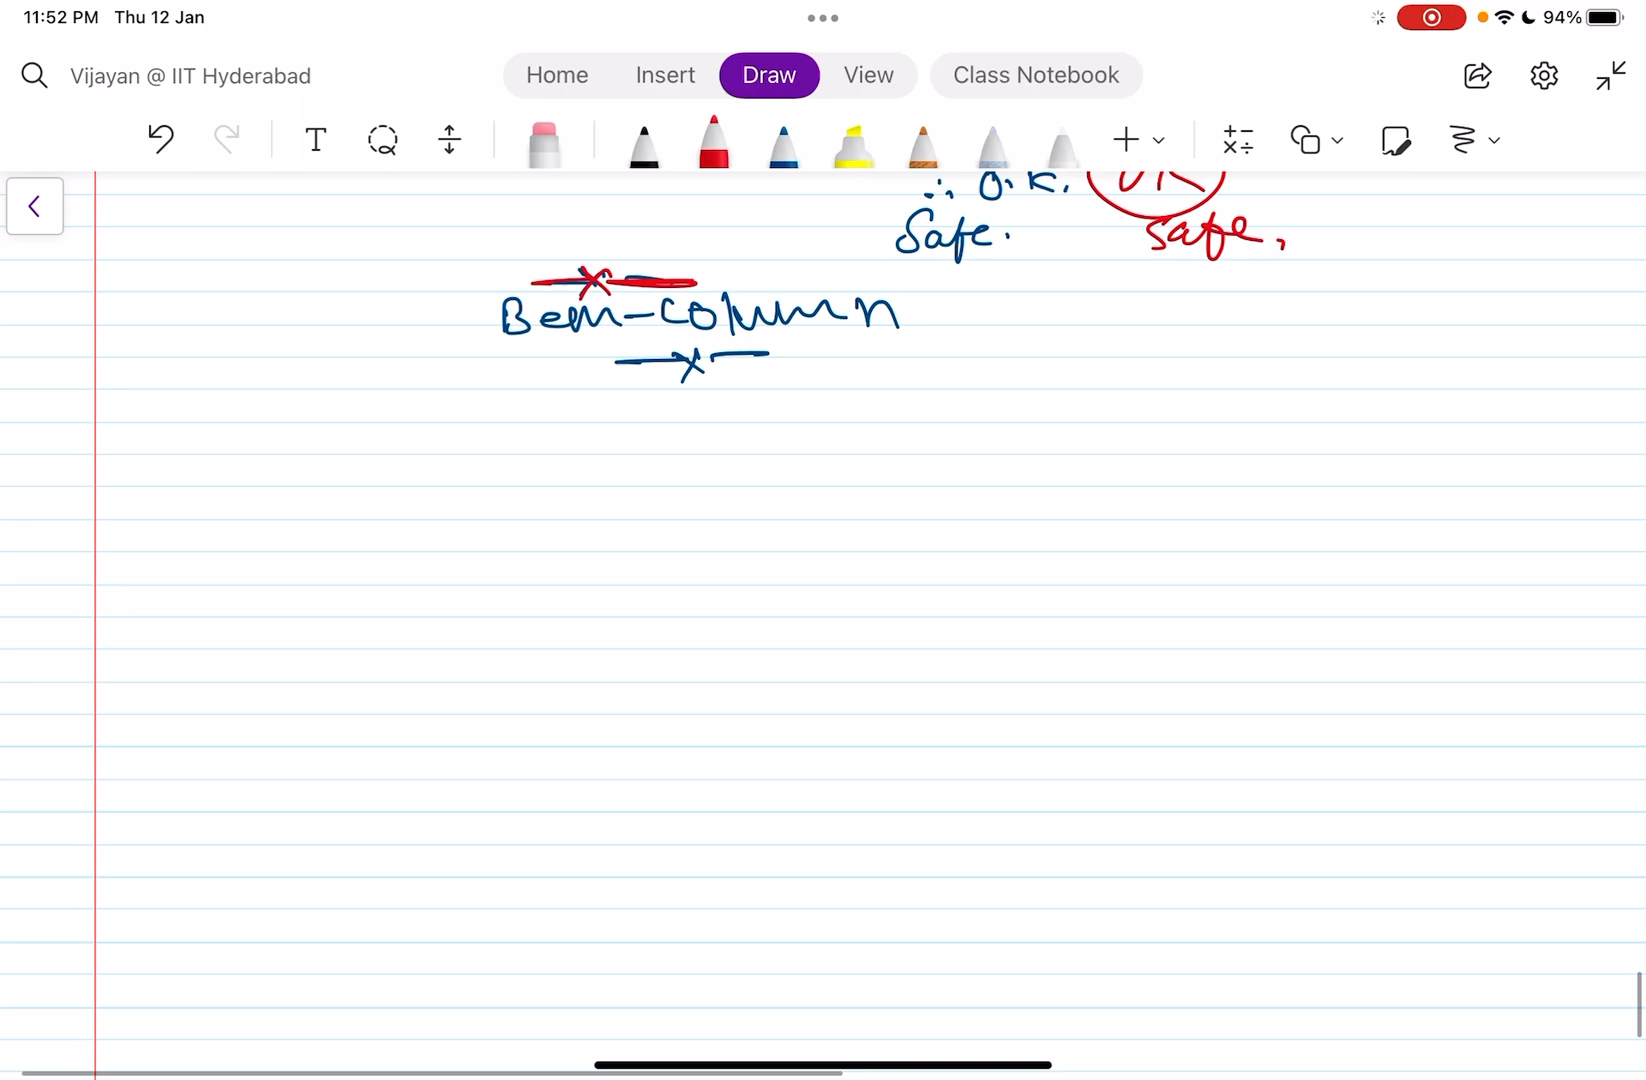 11:52 PM Thu 12 Jan
94%
Vijayan @ IIT Hyderabad
Home Insert Draw View Class Notebook
T
∴ O.K. OK
Safe. safe,
Bem-column